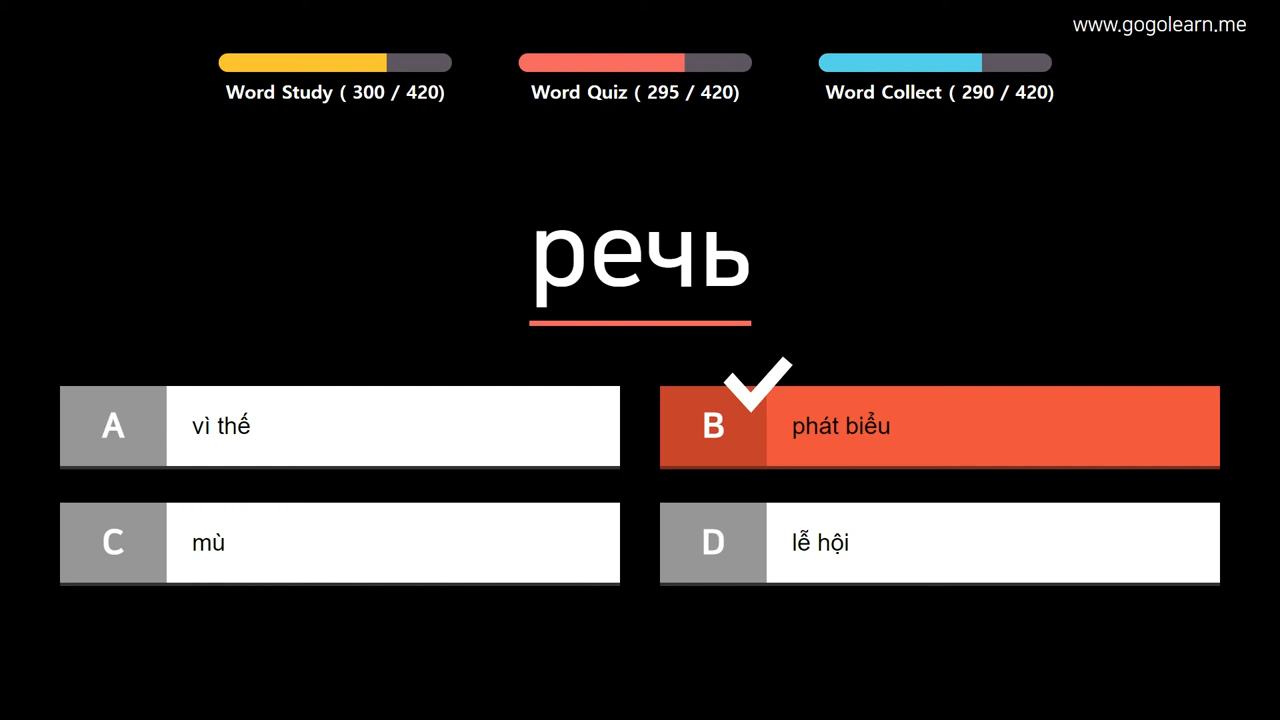 www.gogolearn.me
Word Study ( 300 / 420)
Word Quiz ( 295 / 420)
Word Collect ( 290 / 420)
речь
A
vì thế
B
phát biểu
C
mù
D
lễ hội